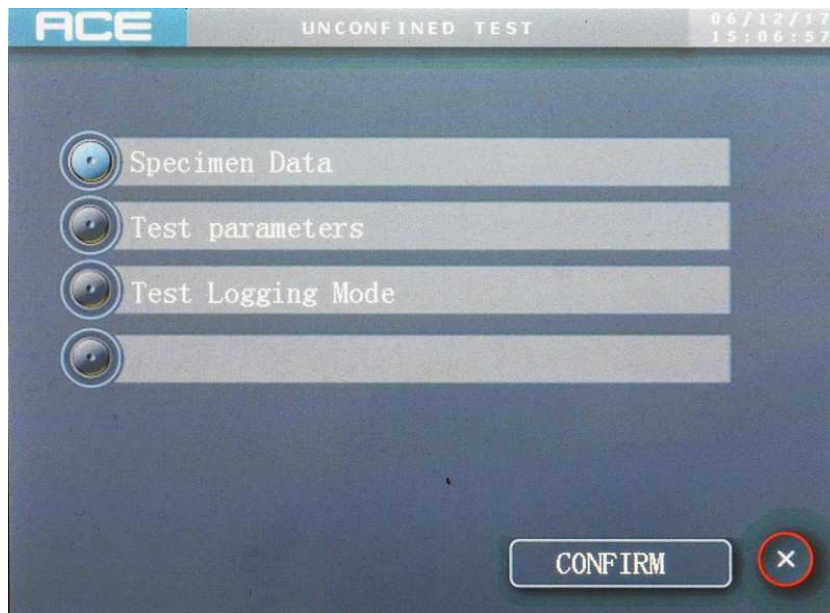 ACE
UNCONFINED TEST
06/12/17
15:06:57
Specimen Data
Test parameters
Test Logging Mode
CONFIRM
×